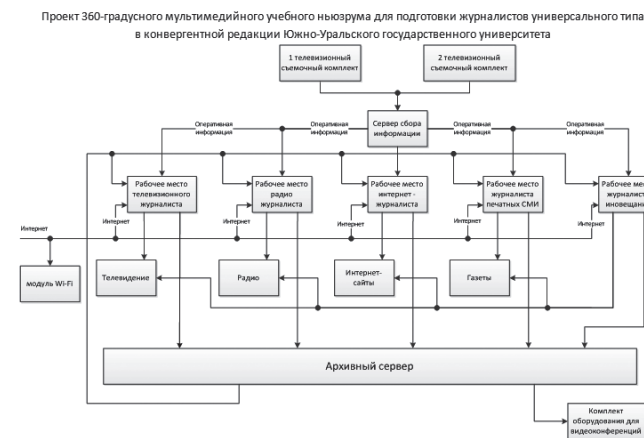 Проект 360-градусного мультимедийного учебного ньюзрума для подготовки журналистов универсального типа
в конвергентной редакции Южно-Уральского государственного университета
1 телевизионный
съемочный комплект
2 телевизионный
съемочный комплект
Сервер сбора
информации
Оперативная
информация
Оперативная
информация
Оперативная
информация
Оперативная
информация
Рабочее место
телевизионного
журналиста
Рабочее место
радио
журналиста
Рабочее место
интернет -
журналиста
Рабочее место
журналиста
печатных СМИ
Рабочее
Интернет
Интернет
Интернет
Интернет
Интернет
Интернет
модуль Wi-Fi
Телевидение
Радио
Интернет-
сайты
Газеты
Архивный сервер
Комплект
оборудования для
видеоконференций